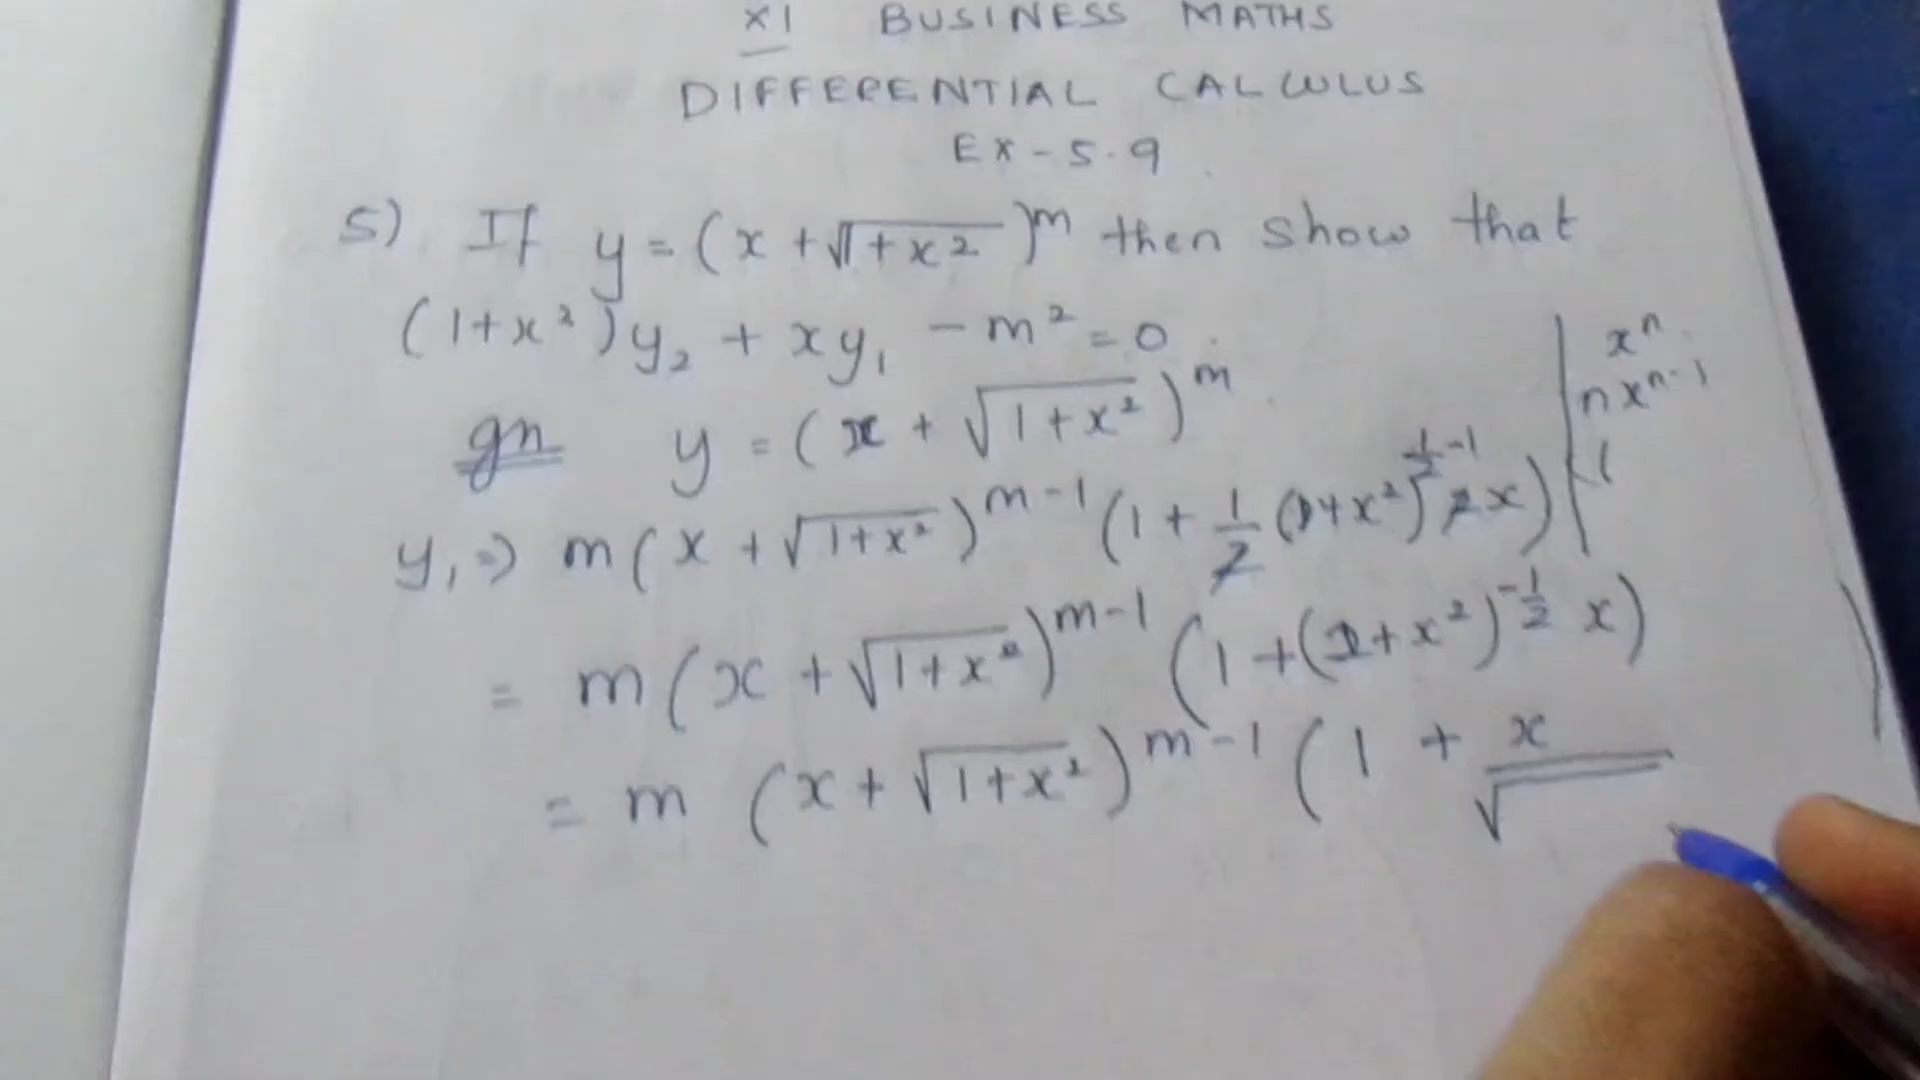 XI BUSINESS MATHS
DIFFERENTIAL CALCULUS
EX-5.9
5) If y = (x + √1+x²)ᵐ then show that
(1+x²)y₂ + xy₁ - m² = 0
gn y = (x + √1+x²)ᵐ
xⁿ
nxⁿ⁻¹
y₁ ⇒ m(x + √1+x²)ᵐ⁻¹ (1 + 1/2 (1+x²)^(1/2-1) 2x)
= m(x + √1+x²)ᵐ⁻¹ (1 + (1+x²)^(-1/2) x)
= m (x + √1+x²)ᵐ⁻¹ (1 + x/√